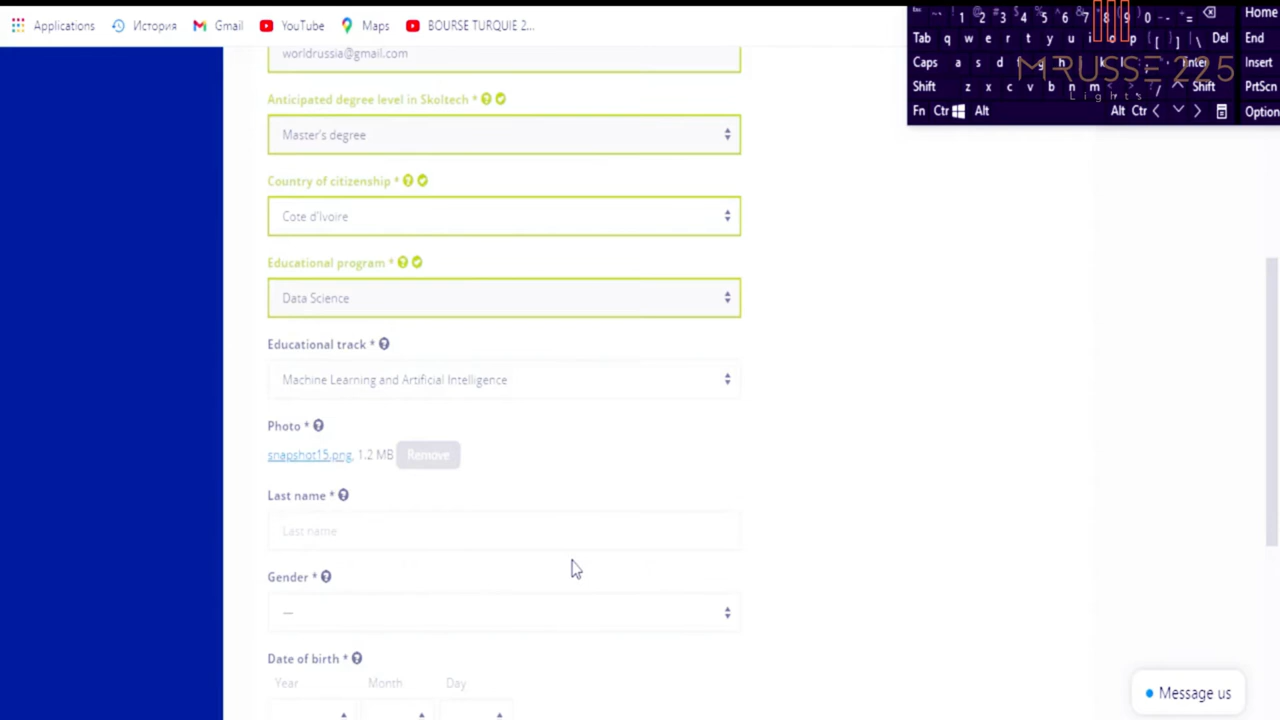 Applications История Gmail YouTube Maps BOURSE TURQUIE 2...
worldrussia@gmail.com
Anticipated degree level in Skoltech *
Master's degree
Country of citizenship *
Cote d'Ivoire
Educational program *
Data Science
Educational track *
Machine Learning and Artificial Intelligence
Photo *
snapshot15.png, 1.2 MB Remove
Last name *
Last name
Gender *
—
Date of birth *
Year Month Day
Message us
Home
Tab q w e r t y u i o p [ ] \ Del End
Caps a s d f g h k l ; Enter Insert
Shift z x c v b n m / Shift PrtScn
Fn Ctr Alt Alt Ctr Option
MRUSSE 225
Lights